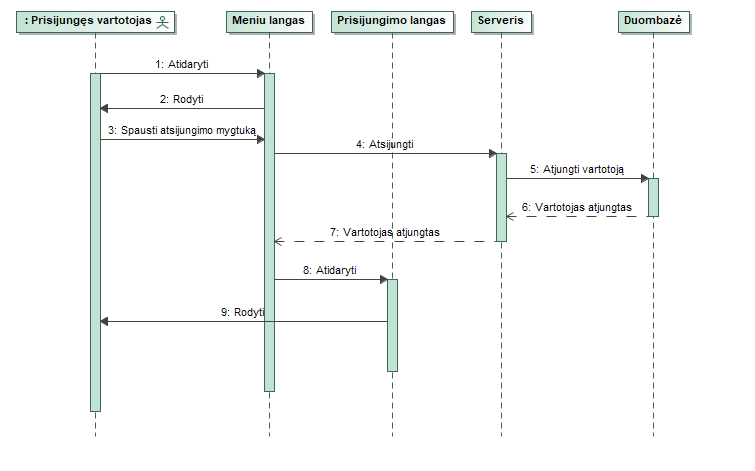 : Prisijungęs vartotojas
Meniu langas
Prisijungimo langas
Serveris
Duombazė
1: Atidaryti
2: Rodyti
3: Spausti atsijungimo mygtuką
4: Atsijungti
5: Atjungti vartotoją
6: Vartotojas atjungtas
7: Vartotojas atjungtas
8: Atidaryti
9: Rodyti